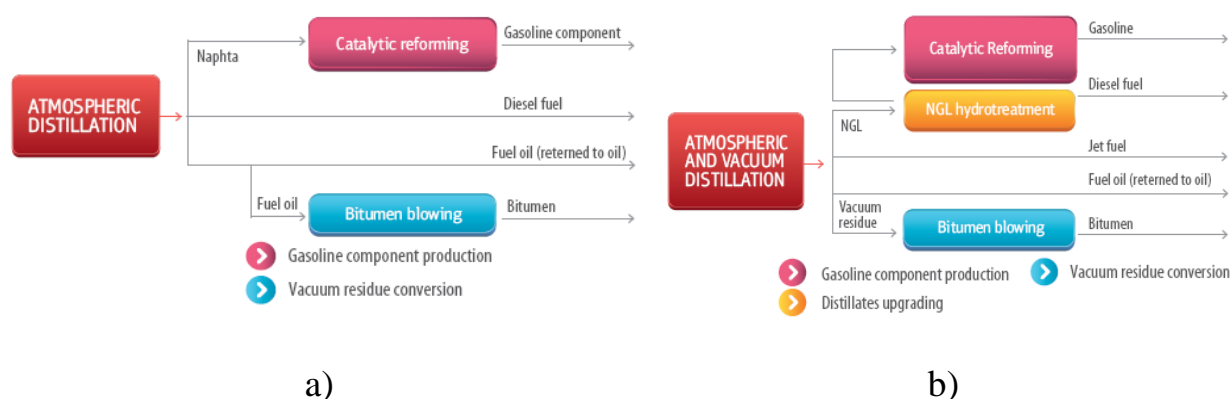 Naphta
Catalytic reforming
Gasoline component
ATMOSPHERIC
DISTILLATION
Diesel fuel
Fuel oil (reterned to oil)
Fuel oil
Bitumen blowing
Bitumen
Gasoline component production
Vacuum residue conversion
a)
Catalytic Reforming
Gasoline
NGL hydrotreatment
Diesel fuel
NGL
ATMOSPHERIC
AND VACUUM
DISTILLATION
Jet fuel
Fuel oil (reterned to oil)
Vacuum
residue
Bitumen blowing
Bitumen
Gasoline component production
Vacuum residue conversion
Distillates upgrading
b)